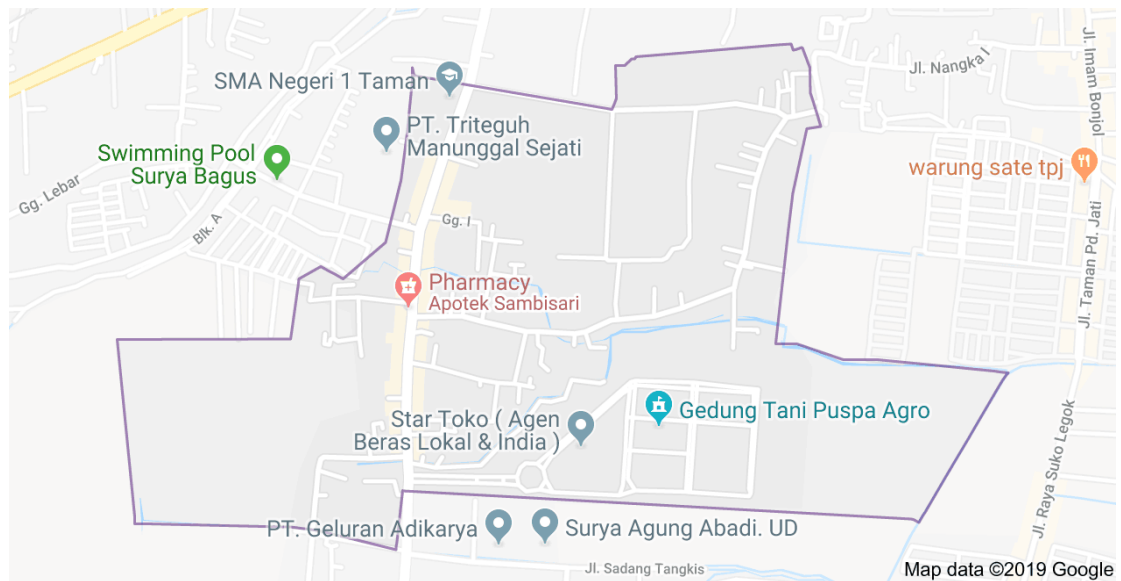 Jl. Nangka I
Jl. Imam Bonjol
SMA Negeri 1 Taman
PT. Triteguh
Manunggal Sejati
Swimming Pool
Surya Bagus
warung sate tpj
Gg. Lebar
Blk. A
Gg. I
Jl. Taman Pd. Jati
Pharmacy
Apotek Sambisari
Star Toko ( Agen
Beras Lokal & India )
Gedung Tani Puspa Agro
Jl. Raya Suko Legok
PT. Geluran Adikarya
Surya Agung Abadi. UD
Jl. Sadang Tangkis
Map data ©2019 Google